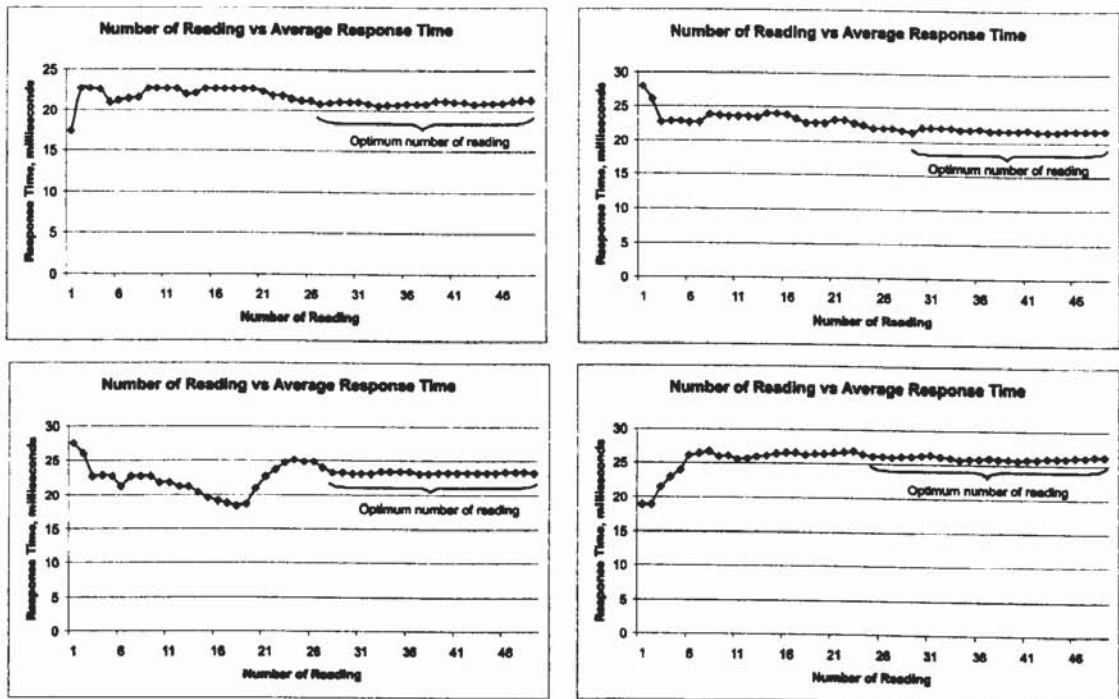 Number of Reading vs Average Response Time
Response Time, milliseconds
25
20
15
10
5
0
Optimum number of reading
1 6 11 16 21 26 31 36 41 46
Number of Reading
Number of Reading vs Average Response Time
Response Time, milliseconds
30
25
20
15
10
5
0
Optimum number of reading
1 6 11 16 21 26 31 36 41 46
Number of Reading
Number of Reading vs Average Response Time
Response Time, milliseconds
30
25
20
15
10
5
0
Optimum number of reading
1 6 11 16 21 26 31 36 41 46
Number of Reading
Number of Reading vs Average Response Time
Response Time, milliseconds
30
25
20
15
10
5
0
Optimum number of reading
1 6 11 16 21 26 31 36 41 46
Number of Reading